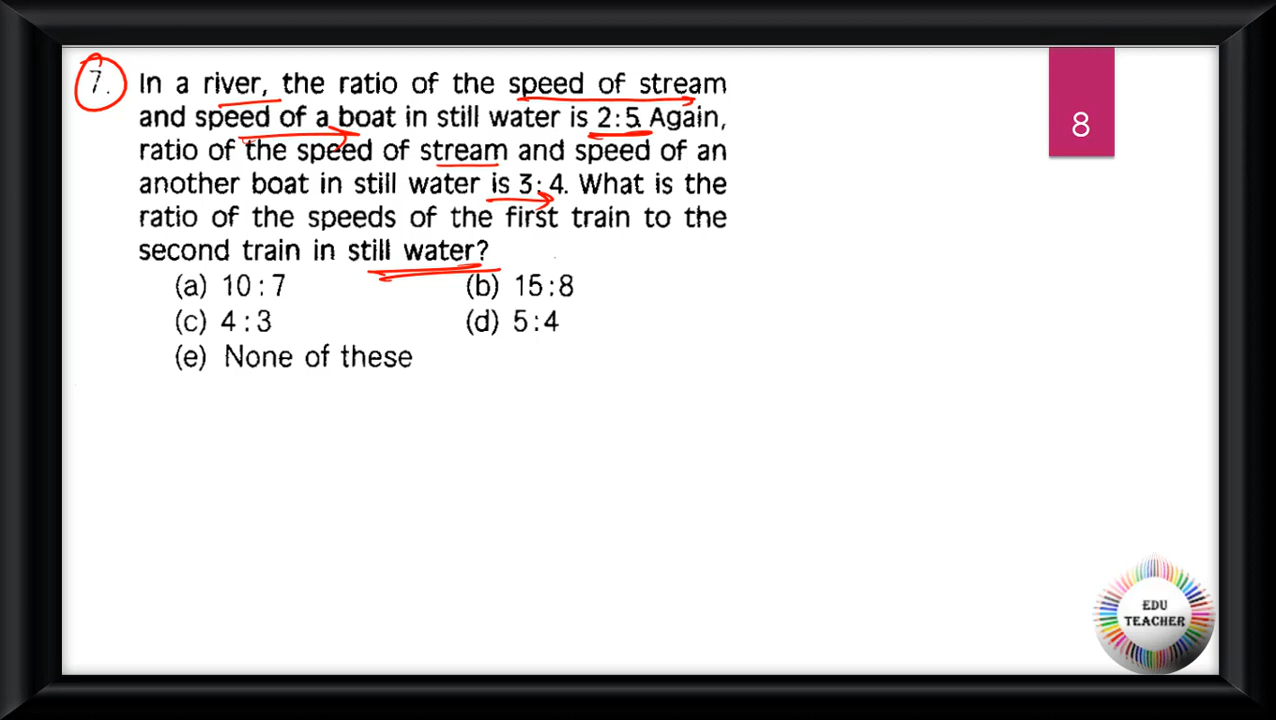 7. In a river, the ratio of the speed of stream
and speed of a boat in still water is 2:5. Again,
ratio of the speed of stream and speed of an
another boat in still water is 3:4. What is the
ratio of the speeds of the first train to the
second train in still water?
(a) 10:7 (b) 15:8
(c) 4:3 (d) 5:4
(e) None of these
8
EDU
TEACHER